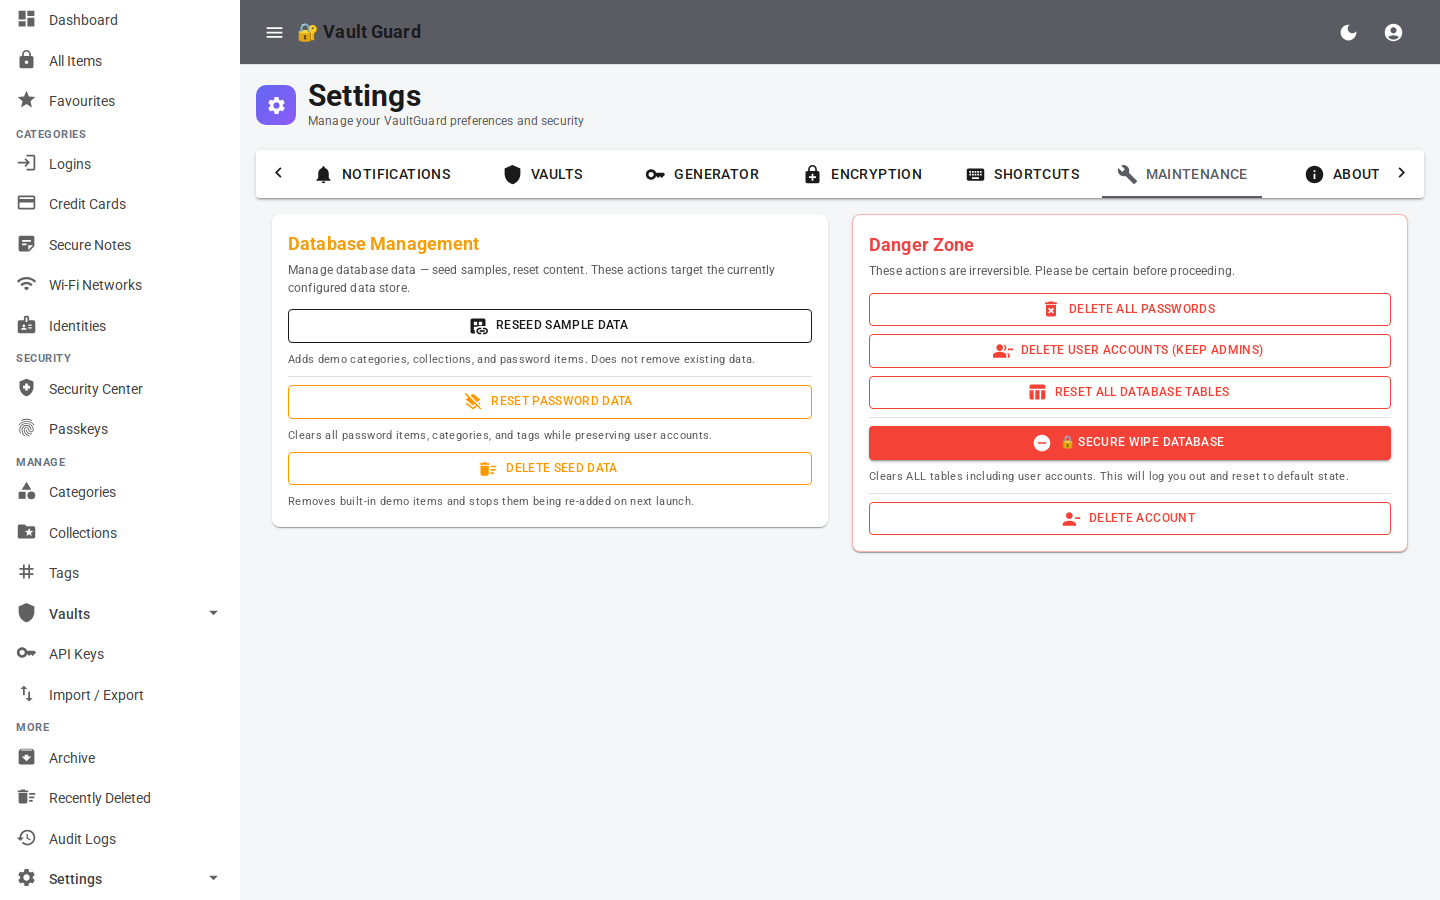 Dashboard
All Items
Favourites
CATEGORIES
Logins
Credit Cards
Secure Notes
Wi-Fi Networks
Identities
SECURITY
Security Center
Passkeys
MANAGE
Categories
Collections
Tags
Vaults
API Keys
Import / Export
MORE
Archive
Recently Deleted
Audit Logs
Settings
🔐 Vault Guard
Settings
Manage your VaultGuard preferences and security
NOTIFICATIONS
VAULTS
GENERATOR
ENCRYPTION
SHORTCUTS
MAINTENANCE
ABOUT
Database Management
Manage database data — seed samples, reset content. These actions target the currently
configured data store.
RESEED SAMPLE DATA
Adds demo categories, collections, and password items. Does not remove existing data.
RESET PASSWORD DATA
Clears all password items, categories, and tags while preserving user accounts.
DELETE SEED DATA
Removes built-in demo items and stops them being re-added on next launch.
Danger Zone
These actions are irreversible. Please be certain before proceeding.
DELETE ALL PASSWORDS
DELETE USER ACCOUNTS (KEEP ADMINS)
RESET ALL DATABASE TABLES
🔒 SECURE WIPE DATABASE
Clears ALL tables including user accounts. This will log you out and reset to default state.
DELETE ACCOUNT